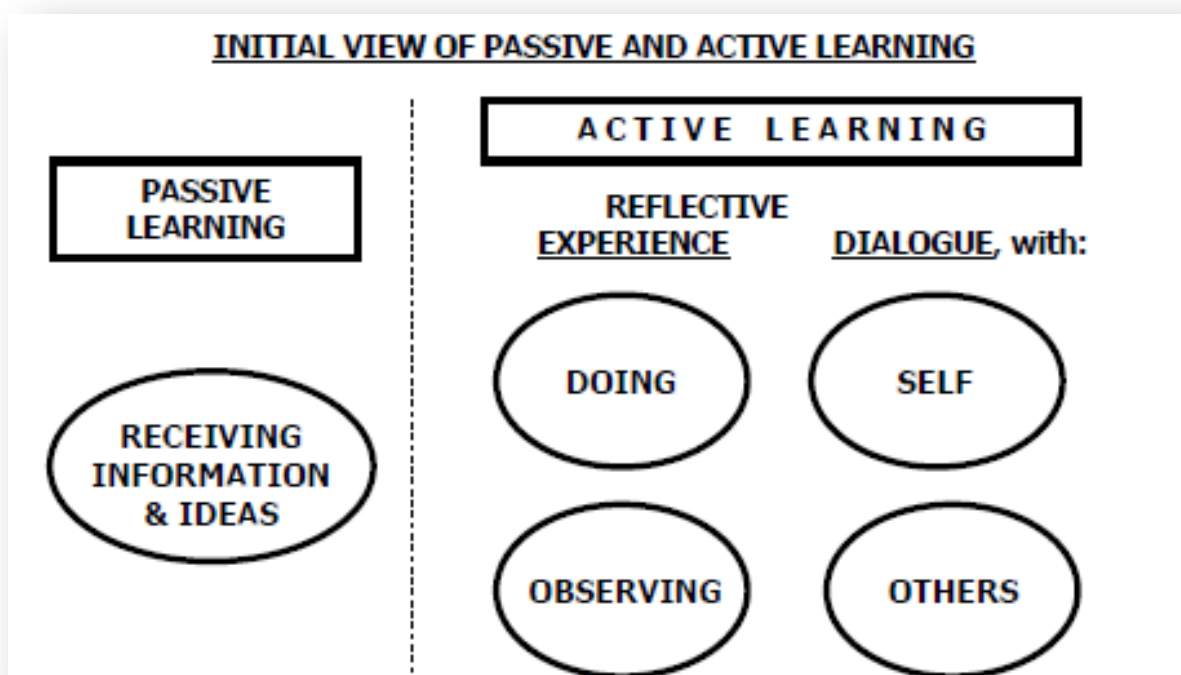 INITIAL VIEW OF PASSIVE AND ACTIVE LEARNING
PASSIVE
LEARNING
RECEIVING
INFORMATION
& IDEAS
ACTIVE LEARNING
REFLECTIVE
EXPERIENCE
DIALOGUE, with:
DOING
SELF
OBSERVING
OTHERS